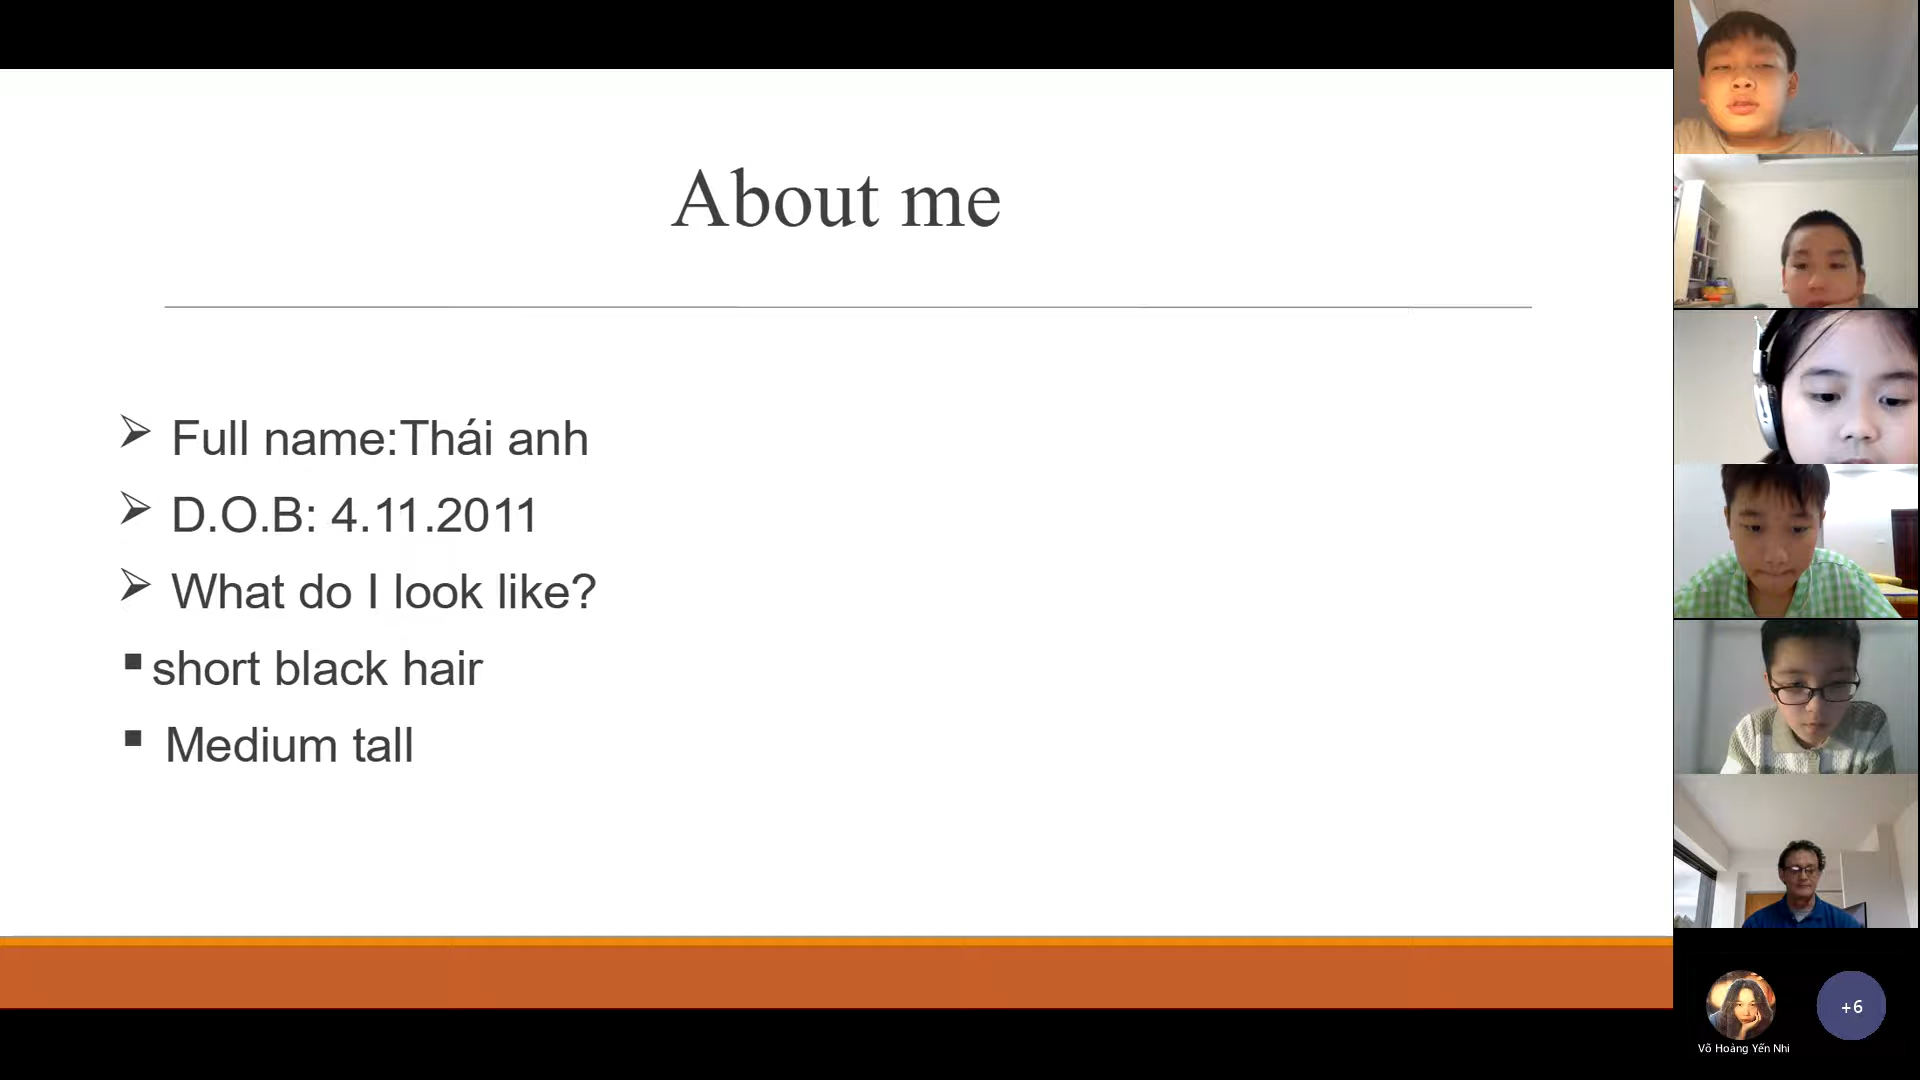 About me
Full name:Thái anh
D.O.B: 4.11.2011
What do I look like?
short black hair
Medium tall
+6
Võ Hoàng Yến Nhi